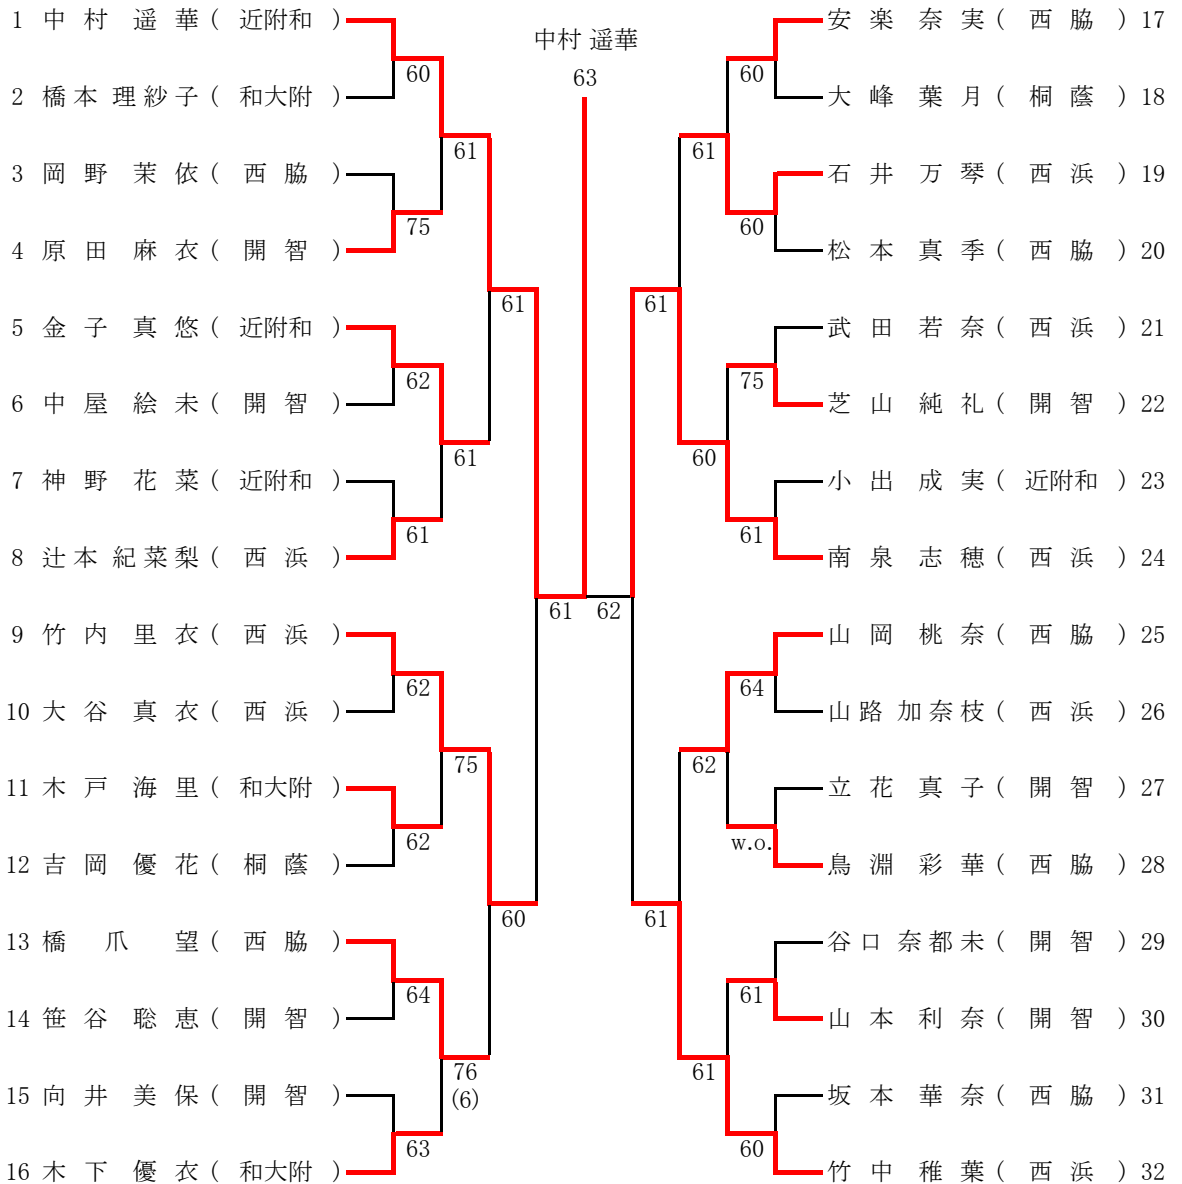 1 中村 遥華 ( 近附和 )
2 橋本 理紗子 ( 和大附 )
3 岡野 茉依 ( 西脇 )
4 原田 麻衣 ( 開智 )
5 金子 真悠 ( 近附和 )
6 中屋 絵未 ( 開智 )
7 神野 花菜 ( 近附和 )
8 辻本 紀菜梨 ( 西浜 )
9 竹内 里衣 ( 西浜 )
10 大谷 真衣 ( 西浜 )
11 木戸 海里 ( 和大附 )
12 吉岡 優花 ( 桐蔭 )
13 橋爪 望 ( 西脇 )
14 笹谷 聡恵 ( 開智 )
15 向井 美保 ( 開智 )
16 木下 優衣 ( 和大附 )
60
75
62
61
62
62
64
63
61
61
75
76
(6)
61
60
61
中村 遥華
63
62
61
61
61
60
62
61
60
60
75
61
64
w.o.
61
60
安楽 奈実 ( 西脇 ) 17
大峰 葉月 ( 桐蔭 ) 18
石井 万琴 ( 西浜 ) 19
松本 真季 ( 西脇 ) 20
武田 若奈 ( 西浜 ) 21
芝山 純礼 ( 開智 ) 22
小出 成実 ( 近附和 ) 23
南泉 志穂 ( 西浜 ) 24
山岡 桃奈 ( 西脇 ) 25
山路 加奈枝 ( 西浜 ) 26
立花 真子 ( 開智 ) 27
鳥淵 彩華 ( 西脇 ) 28
谷口 奈都未 ( 開智 ) 29
山本 利奈 ( 開智 ) 30
坂本 華奈 ( 西脇 ) 31
竹中 稚葉 ( 西浜 ) 32